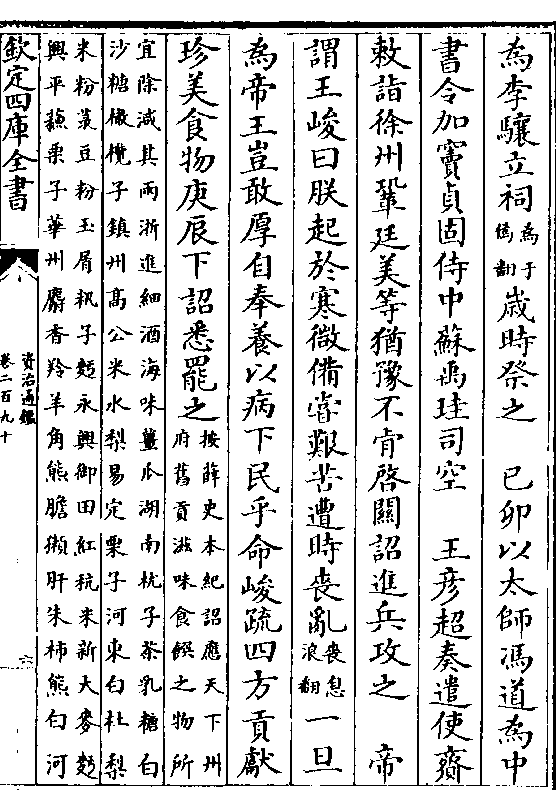 為李驤立祠為于偽翻歲時祭之　己卯以太師馮道為中
書令加竇貞固侍中蘇禹珪司空　王彥超奏遣使齎
敕詣徐州鞏廷美等猶豫不肯啓關詔進兵攻之　帝
謂王峻曰朕起於寒微備嘗艱苦遭時喪亂喪息浪翻一旦
為帝王豈敢厚自奉養以病下民乎命峻疏四方貢獻
珍美食物庚辰下詔悉罷之按薛史本紀詔應天下州
府舊貢滋味食饌之物所
宜除減其兩浙進細酒海味薑瓜湖南枕子茶乳糖白
沙糖橄欖子鎮州高公米水梨易定栗子河東白杜梨
米粉菉豆粉玉屑籸子麪永興御田紅秔米新大麥麪
興平蘇栗子華州麝香羚羊角熊膽獺肝朱柿熊白河
欽定四庫全書
資治通鑑
卷二百九十
六